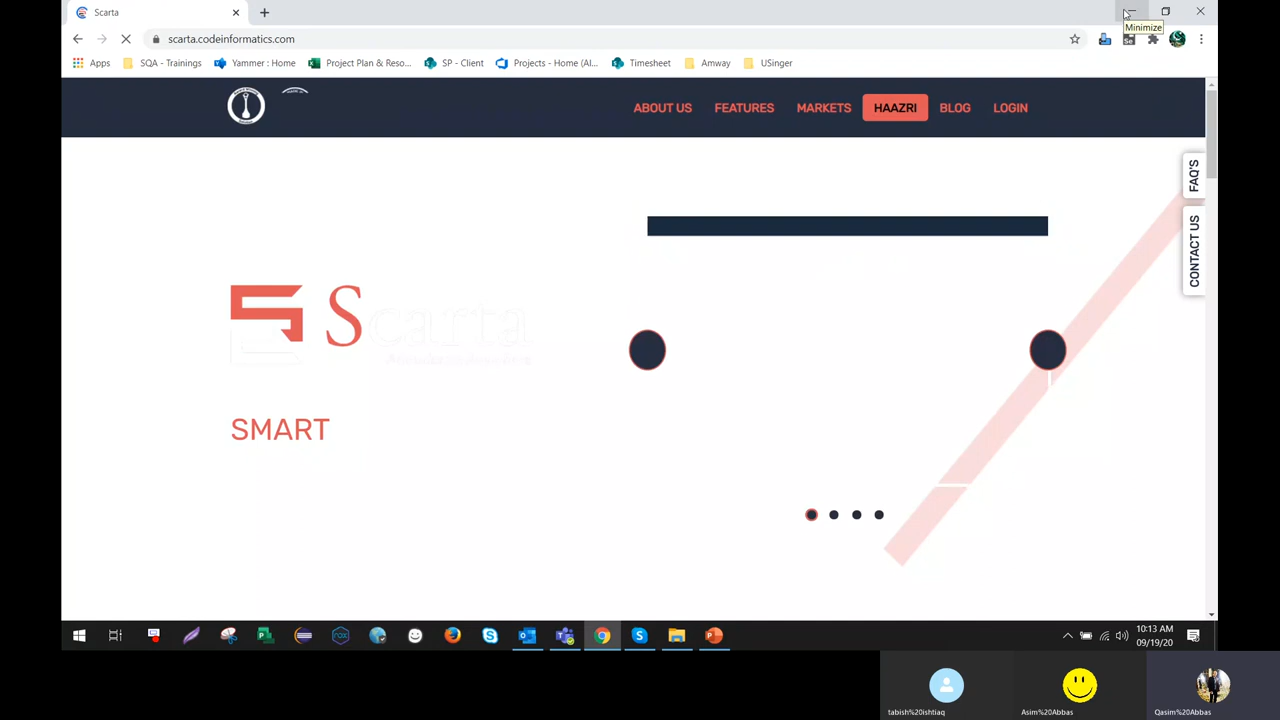 Scarta
Minimize
scarta.codeinformatics.com
Apps SQA - Trainings Yammer : Home Project Plan & Reso... SP - Client Projects - Home (Al... Timesheet Amway USinger
ABOUT US FEATURES MARKETS HAAZRI BLOG LOGIN
FAQ'S
CONTACT US
Scarta
SMART
10:13 AM
09/19/20
tabish%20ishtiaq Asim%20Abbas Qasim%20Abbas